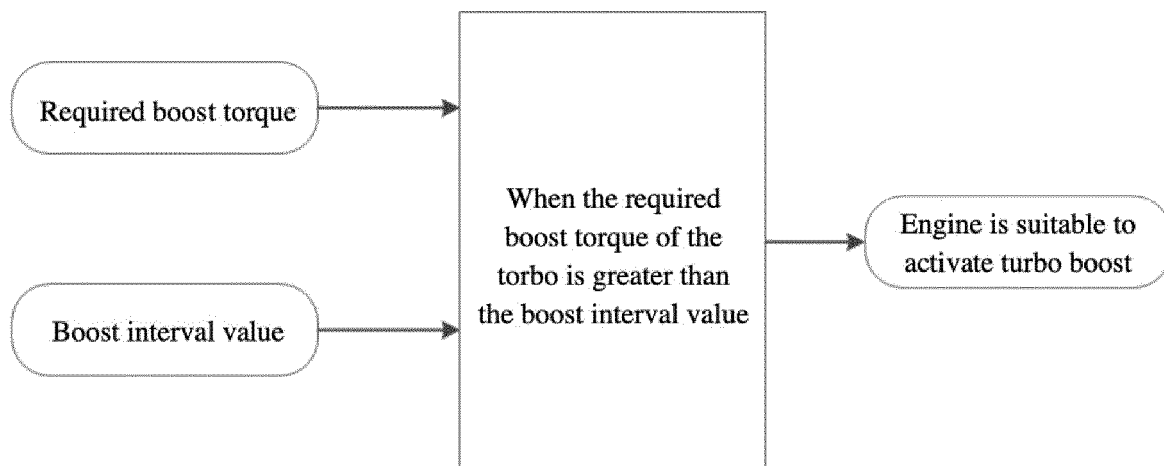 Required boost torque
Boost interval value
When the required
boost torque of the
torbo is greater than
the boost interval value
Engine is suitable to
activate turbo boost